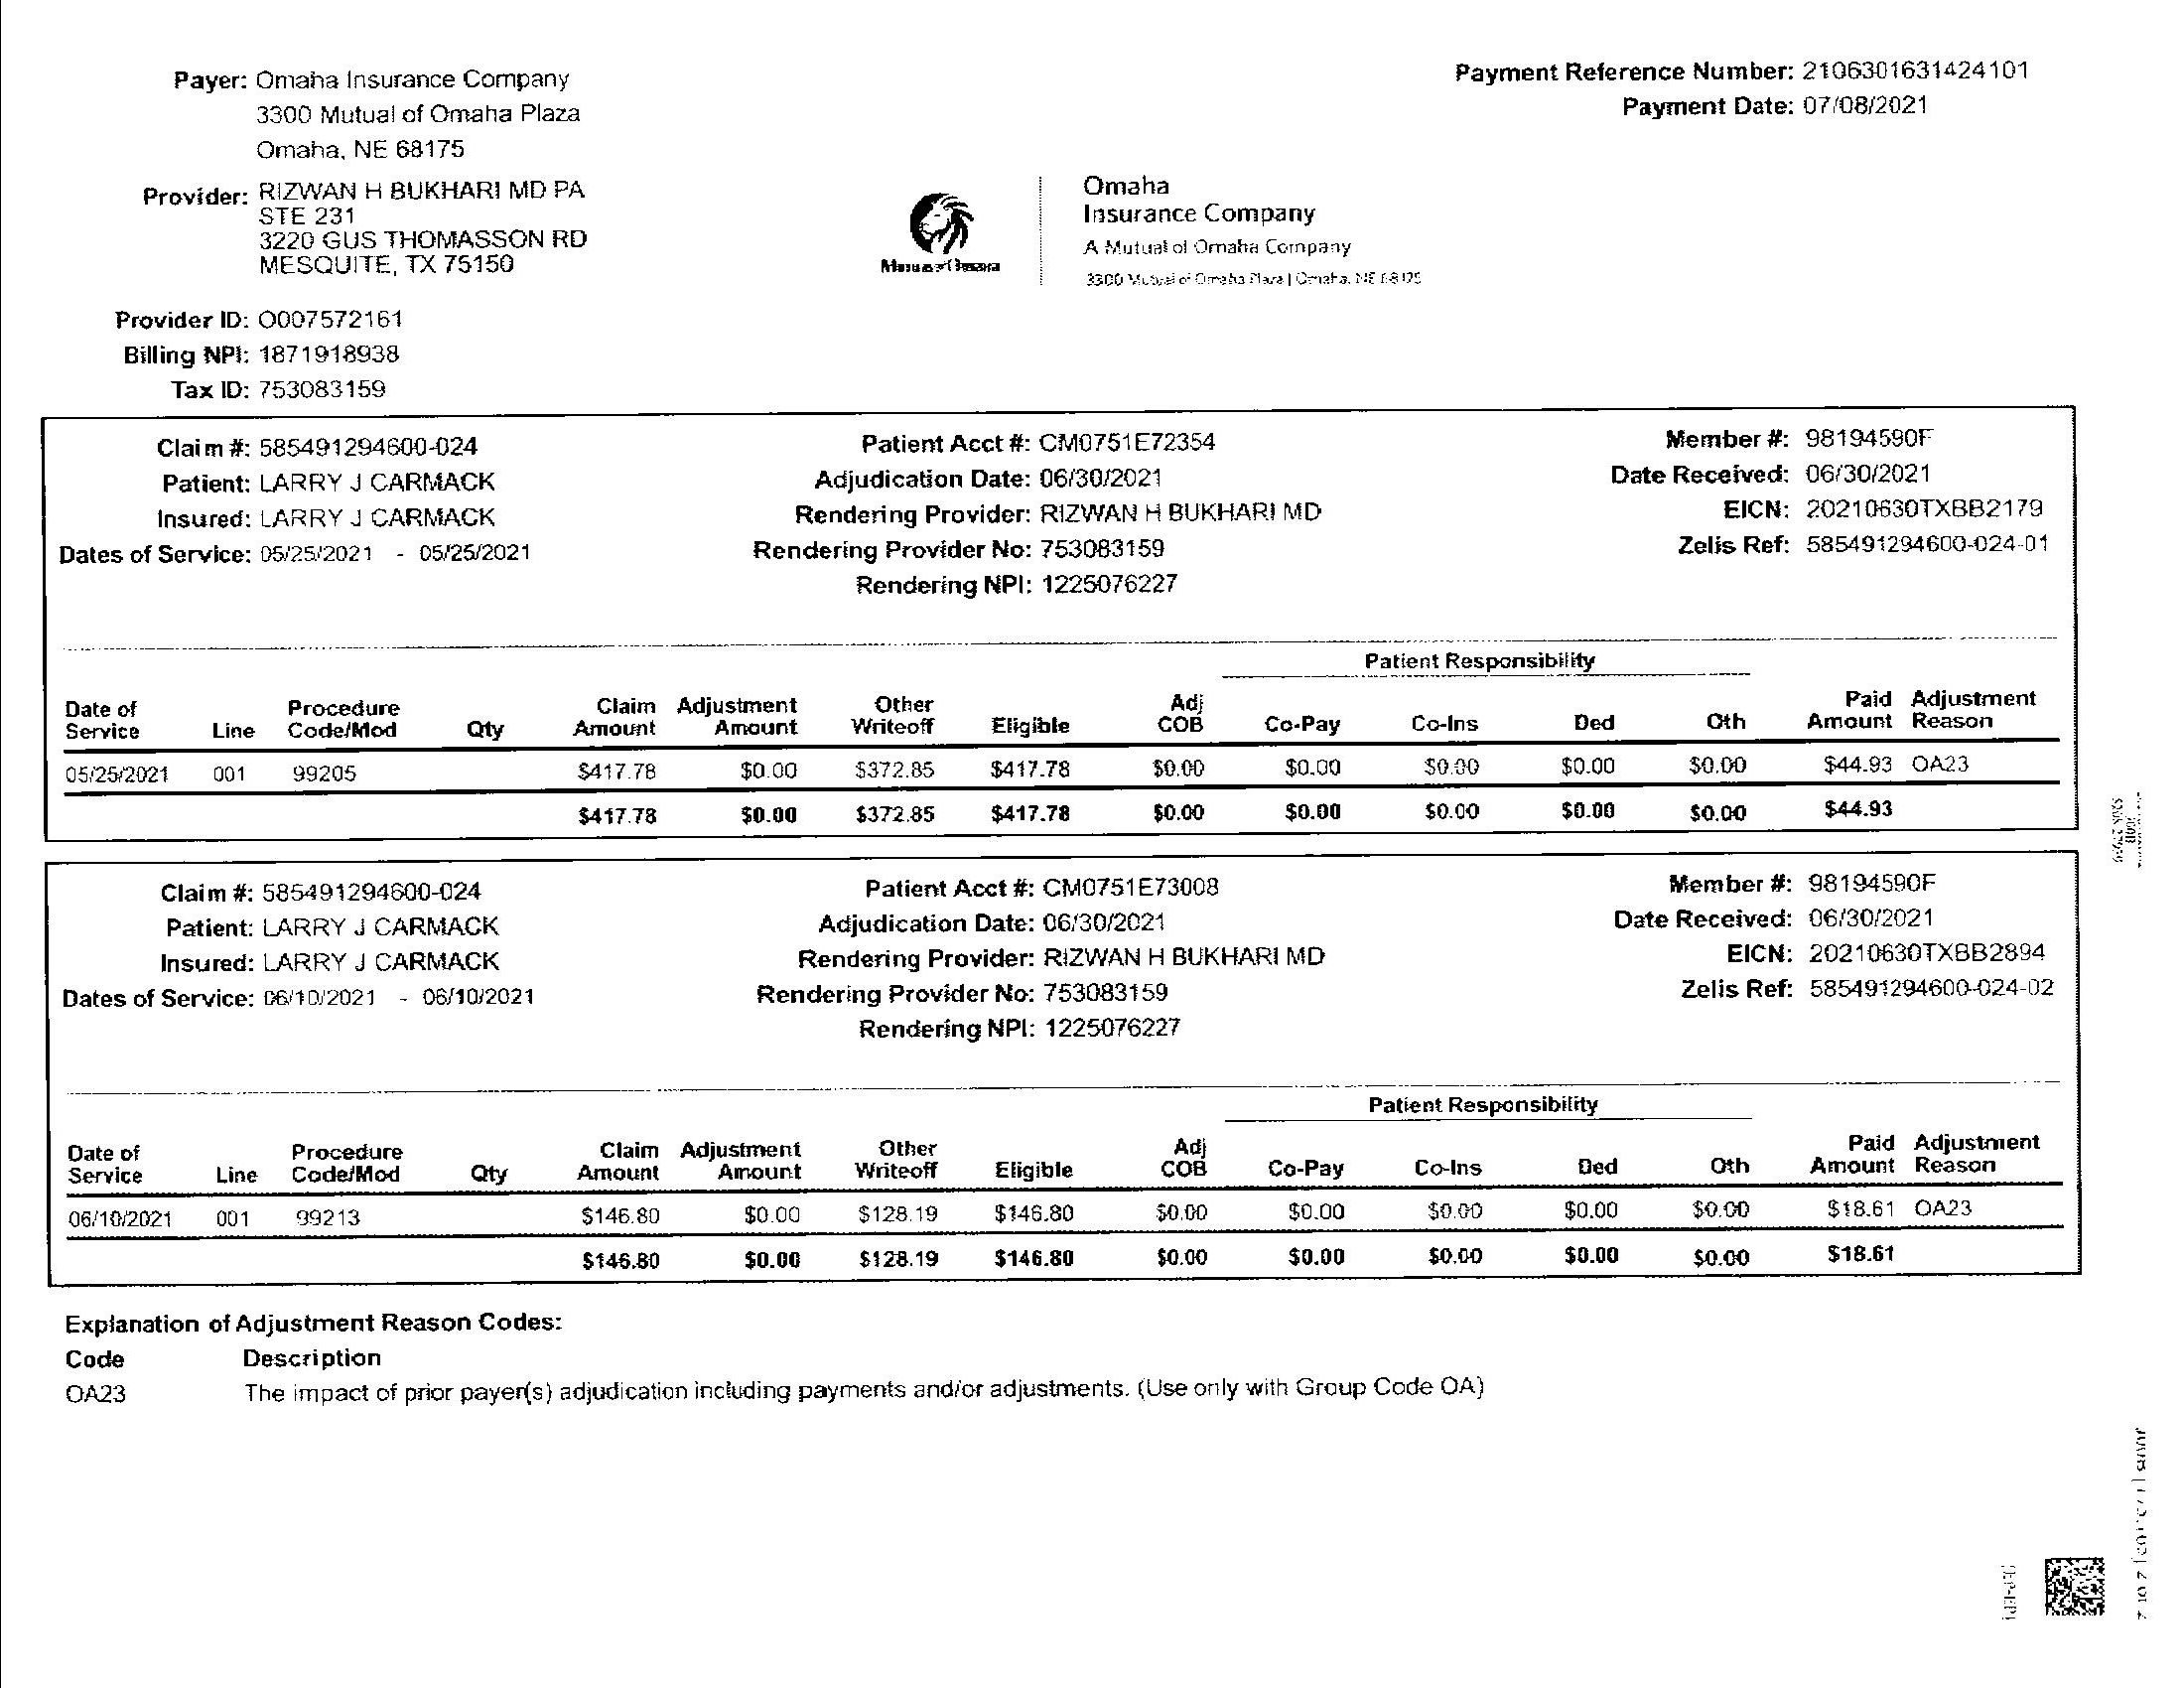 Payer: Omaha Insurance Company
3300 Mutual of Omaha Plaza
Omaha, NE 68175
Provider: RIZWAN H BUKHARI MD PA
STE 231
3220 GUS THOMASSON RD
MESQUITE, TX 75150
Provider ID: O007572161
Billing NPI: 1871918938
Tax ID: 753083159
Payment Reference Number: 2106301631424101
Payment Date: 07/08/2021
Mutual of Omaha
Omaha
Insurance Company
A Mutual of Omaha Company
3300 Mutual of Omaha Plaza | Omaha, NE 68175
Claim #: 585491294600-024
Patient: LARRY J CARMACK
Insured: LARRY J CARMACK
Dates of Service: 05/25/2021 - 05/25/2021
Patient Acct #: CM0751E72354
Adjudication Date: 06/30/2021
Rendering Provider: RIZWAN H BUKHARI MD
Rendering Provider No: 753083159
Rendering NPI: 1225076227
Member #: 98194590F
Date Received: 06/30/2021
EICN: 20210630TXBB2179
Zelis Ref: 585491294600-024-01
Patient Responsibility
Date of Service Line Procedure Code/Mod Qty Claim Amount Adjustment Amount Other Writeoff Eligible Adj COB Co-Pay Co-Ins Ded Oth Paid Amount Adjustment Reason
05/25/2021 001 99205 $417.78 $0.00 $372.85 $417.78 $0.00 $0.00 $0.00 $0.00 $0.00 $44.93 OA23
$417.78 $0.00 $372.85 $417.78 $0.00 $0.00 $0.00 $0.00 $0.00 $44.93
Claim #: 585491294600-024
Patient: LARRY J CARMACK
Insured: LARRY J CARMACK
Dates of Service: 06/10/2021 - 06/10/2021
Patient Acct #: CM0751E73008
Adjudication Date: 06/30/2021
Rendering Provider: RIZWAN H BUKHARI MD
Rendering Provider No: 753083159
Rendering NPI: 1225076227
Member #: 98194590F
Date Received: 06/30/2021
EICN: 20210630TXBB2894
Zelis Ref: 585491294600-024-02
Patient Responsibility
Date of Service Line Procedure Code/Mod Qty Claim Amount Adjustment Amount Other Writeoff Eligible Adj COB Co-Pay Co-Ins Ded Oth Paid Amount Adjustment Reason
06/10/2021 001 99213 $146.80 $0.00 $128.19 $146.80 $0.00 $0.00 $0.00 $0.00 $0.00 $18.61 OA23
$146.80 $0.00 $128.19 $146.80 $0.00 $0.00 $0.00 $0.00 $0.00 $18.61
Explanation of Adjustment Reason Codes:
Code Description
OA23 The impact of prior payer(s) adjudication including payments and/or adjustments. (Use only with Group Code OA)